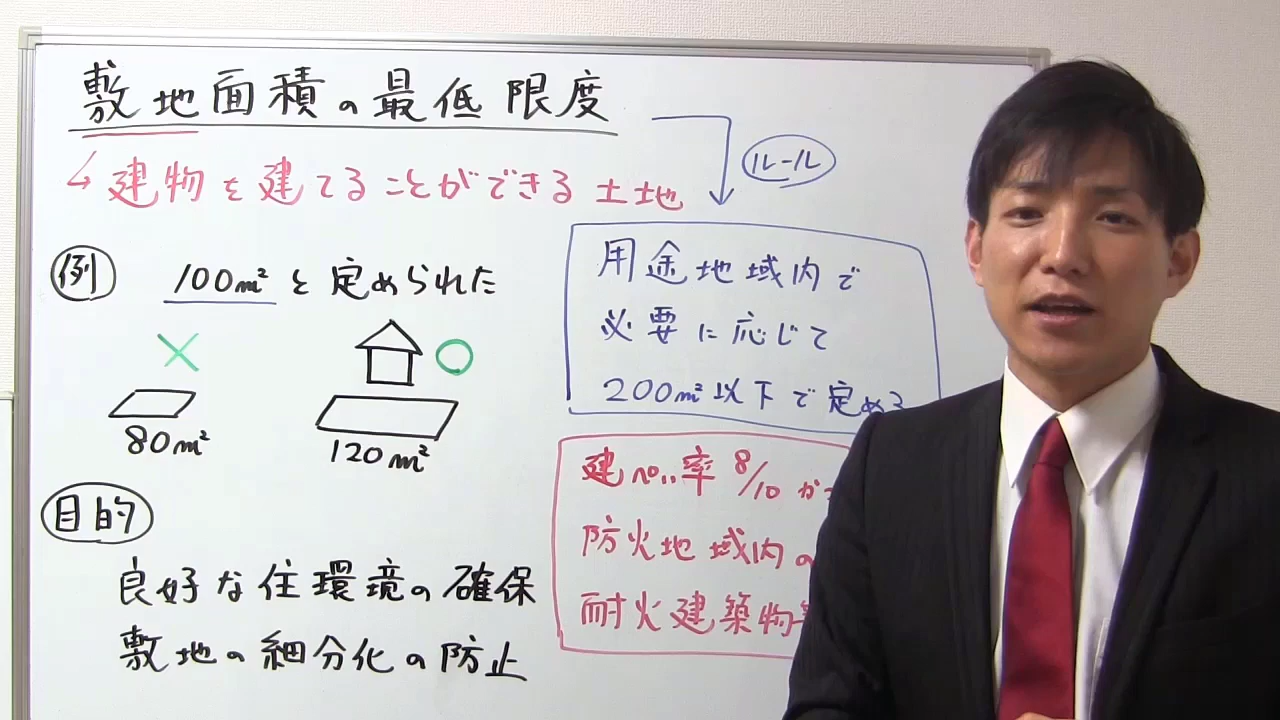 敷地面積の最低限度
↳建物を建てることができる土地
ルール
例 100m²と定められた
× ○
80m² 120m²
目的
良好な住環境の確保
敷地の細分化の防止
用途地域内で
必要に応じて
200m²以下で定める
建ぺい率 8/10 かつ
防火地域内の
耐火建築物等